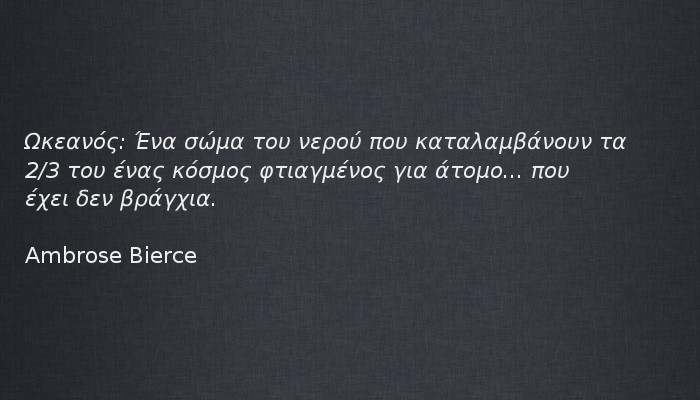 Ωκεανός: Ένα σώμα του νερού που καταλαμβάνουν τα
2/3 του ένας κόσμος φτιαγμένος για άτομο... που
έχει δεν βράγχια.
Ambrose Bierce